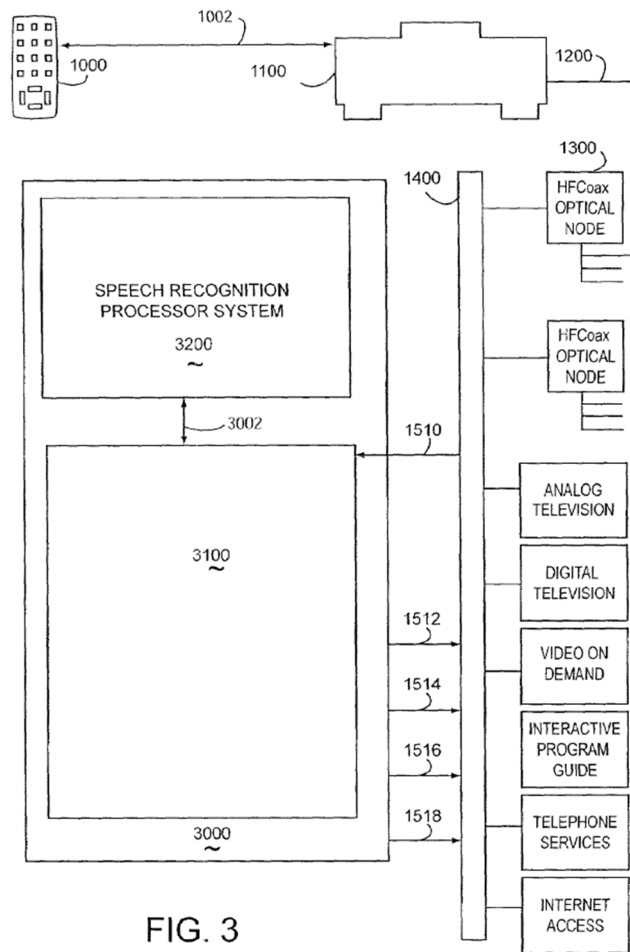 1002
1000
1100
1200
1400
1300
HFCoax
OPTICAL
NODE
SPEECH RECOGNITION
PROCESSOR SYSTEM
3200
~
HFCoax
OPTICAL
NODE
3002
1510
ANALOG
TELEVISION
3100
~
DIGITAL
TELEVISION
1512
VIDEO ON
DEMAND
1514
INTERACTIVE
PROGRAM
GUIDE
1516
3000
~
1518
TELEPHONE
SERVICES
INTERNET
ACCESS
FIG. 3